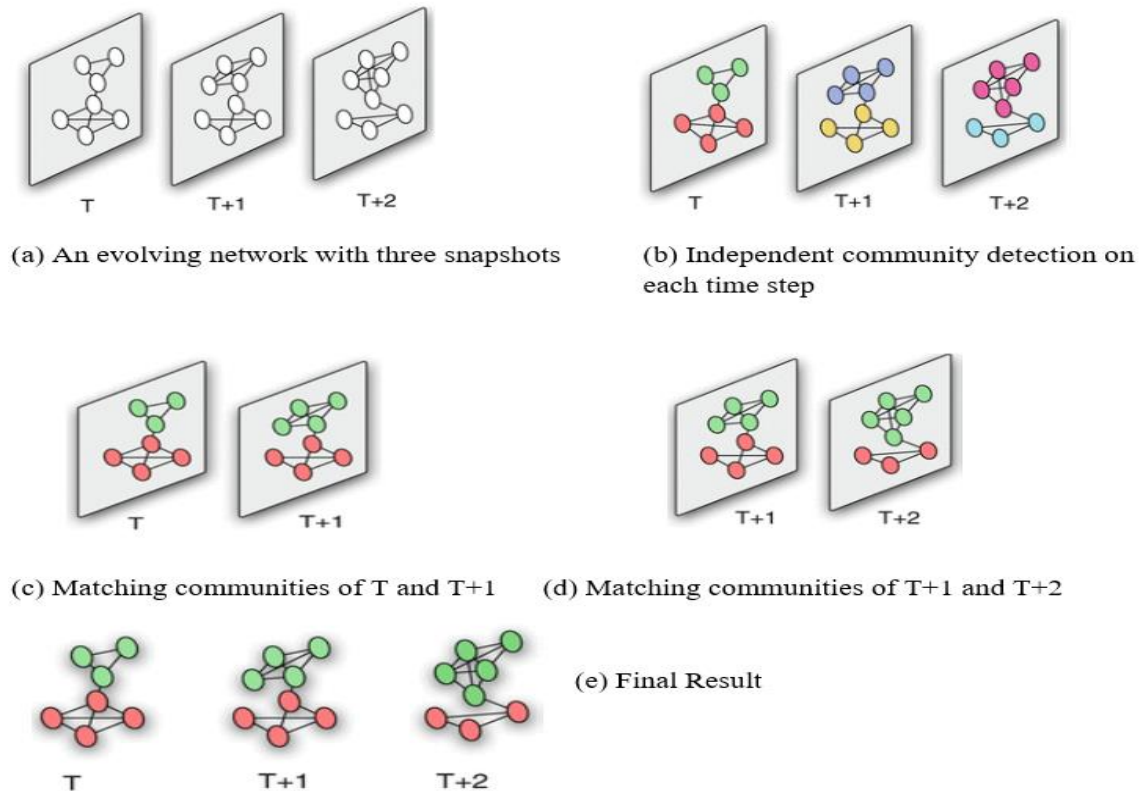 T
T+1
T+2
(a) An evolving network with three snapshots
T
T+1
T+2
(b) Independent community detection on
each time step
T
T+1
(c) Matching communities of T and T+1
T+1
T+2
(d) Matching communities of T+1 and T+2
T
T+1
T+2
(e) Final Result